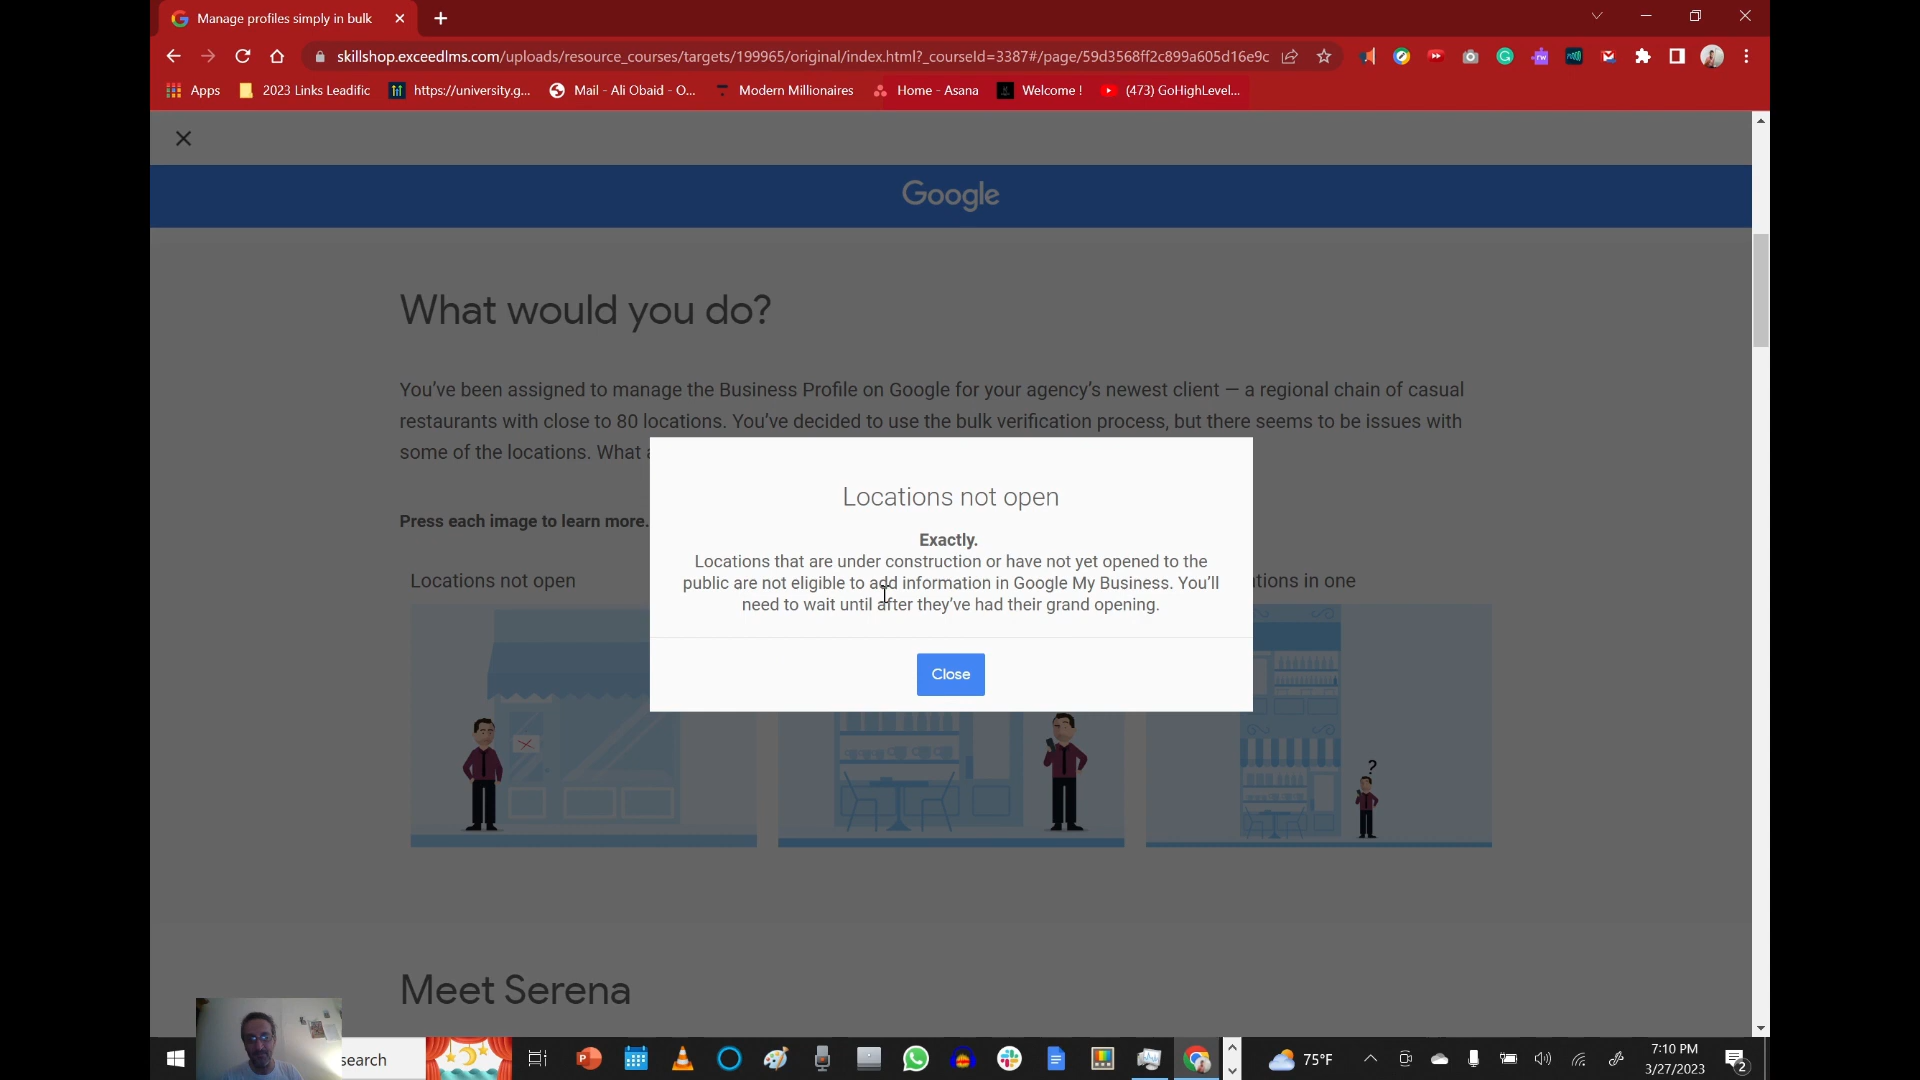 Manage profiles simply in bulk
skillshop.exceedlms.com/uploads/resource_courses/targets/199965/original/index.html?_courseId=3387#/page/59d3568ff2c899a605d16e9c
Apps 2023 Links Leadific https://university.g... Mail - Ali Obaid - O... Modern Millionaires Home - Asana Welcome ! (473) GoHighLevel...
Google
What would you do?
You’ve been assigned to manage the Business Profile on Google for your agency’s newest client — a regional chain of casual
restaurants with close to 80 locations. You’ve decided to use the bulk verification process, but there seems to be issues with
some of the locations. What
Press each image to learn more.
Locations not open
Exactly.
Locations that are under construction or have not yet opened to the
public are not eligible to add information in Google My Business. You’ll
need to wait until after they’ve had their grand opening.
Close
Locations not open
tions in one
?
Meet Serena
search
75°F
7:10 PM
3/27/2023
2